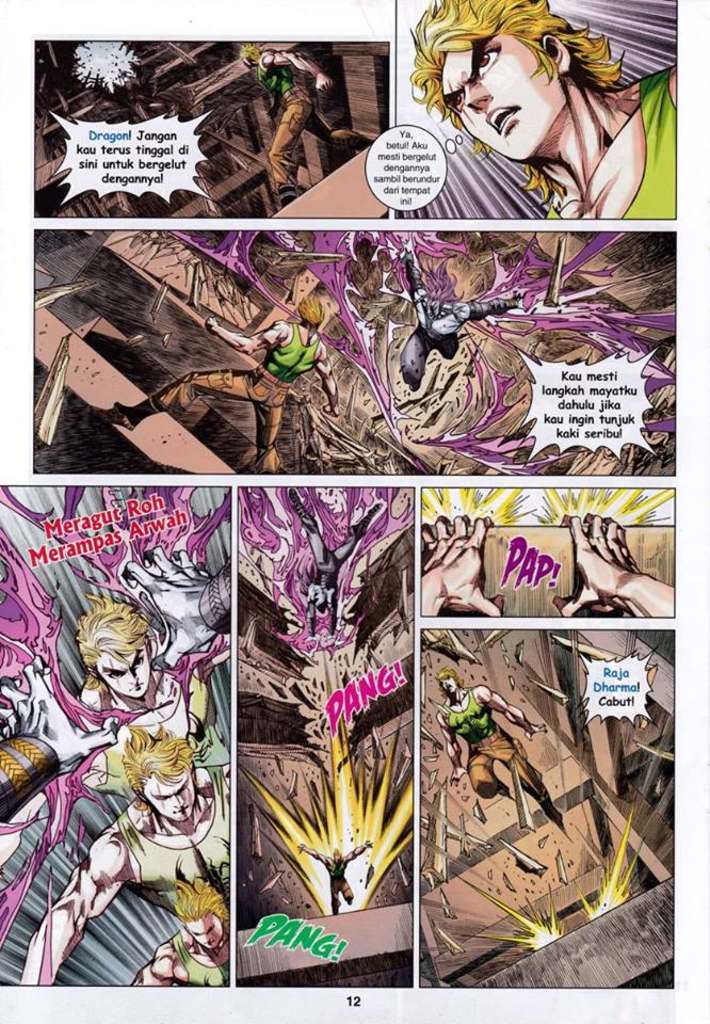 Dragon! Jangan
kau terus tinggal di
sini untuk bergelut
dengannya!
Ya,
betul! Aku
mesti bergelut
dengannya
sambil berundur
dari tempat
ini!
Kau mesti
langkah mayatku
dahulu jika
kau ingin tunjuk
kaki seribu!
Meragut Roh
Merampas Arwah
PANG!
PANG!
PAP!
Raja
Dharma!
Cabut!
12